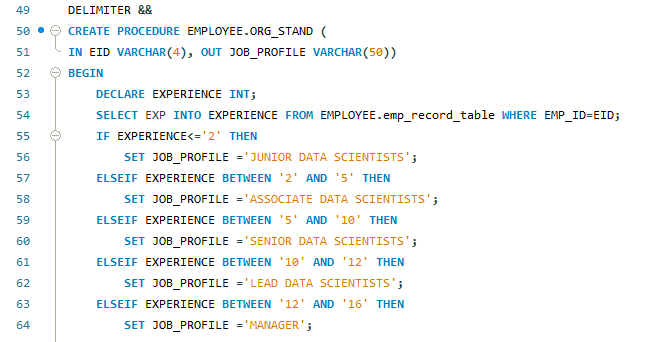 49 DELIMITER &&
50 CREATE PROCEDURE EMPLOYEE.ORG_STAND (
51 IN EID VARCHAR(4), OUT JOB_PROFILE VARCHAR(50))
52 BEGIN
53 DECLARE EXPERIENCE INT;
54 SELECT EXP INTO EXPERIENCE FROM EMPLOYEE.emp_record_table WHERE EMP_ID=EID;
55 IF EXPERIENCE<='2' THEN
56 SET JOB_PROFILE ='JUNIOR DATA SCIENTISTS';
57 ELSEIF EXPERIENCE BETWEEN '2' AND '5' THEN
58 SET JOB_PROFILE ='ASSOCIATE DATA SCIENTISTS';
59 ELSEIF EXPERIENCE BETWEEN '5' AND '10' THEN
60 SET JOB_PROFILE ='SENIOR DATA SCIENTISTS';
61 ELSEIF EXPERIENCE BETWEEN '10' AND '12' THEN
62 SET JOB_PROFILE ='LEAD DATA SCIENTISTS';
63 ELSEIF EXPERIENCE BETWEEN '12' AND '16' THEN
64 SET JOB_PROFILE ='MANAGER';